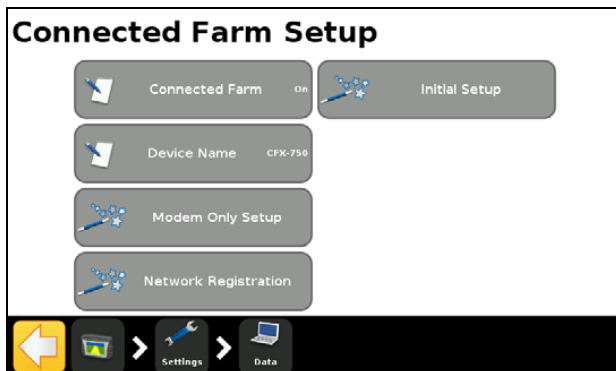 Connected Farm Setup
Connected Farm On
Initial Setup
Device Name CFX-750
Modem Only Setup
Network Registration
Settings
Data